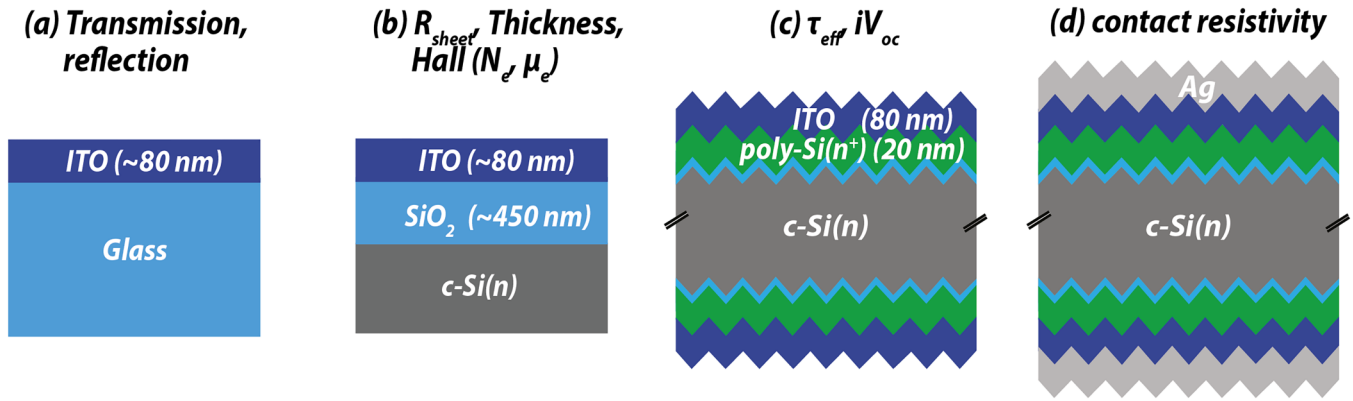 (a) Transmission,
reflection
ITO (~80 nm)
Glass
(b) Rsheet, Thickness,
Hall (Ne, μe)
ITO (~80 nm)
SiO2 (~450 nm)
c-Si(n)
(c) τeff, iVoc
ITO (80 nm)
poly-Si(n⁺) (20 nm)
c-Si(n)
(d) contact resistivity
Ag
c-Si(n)